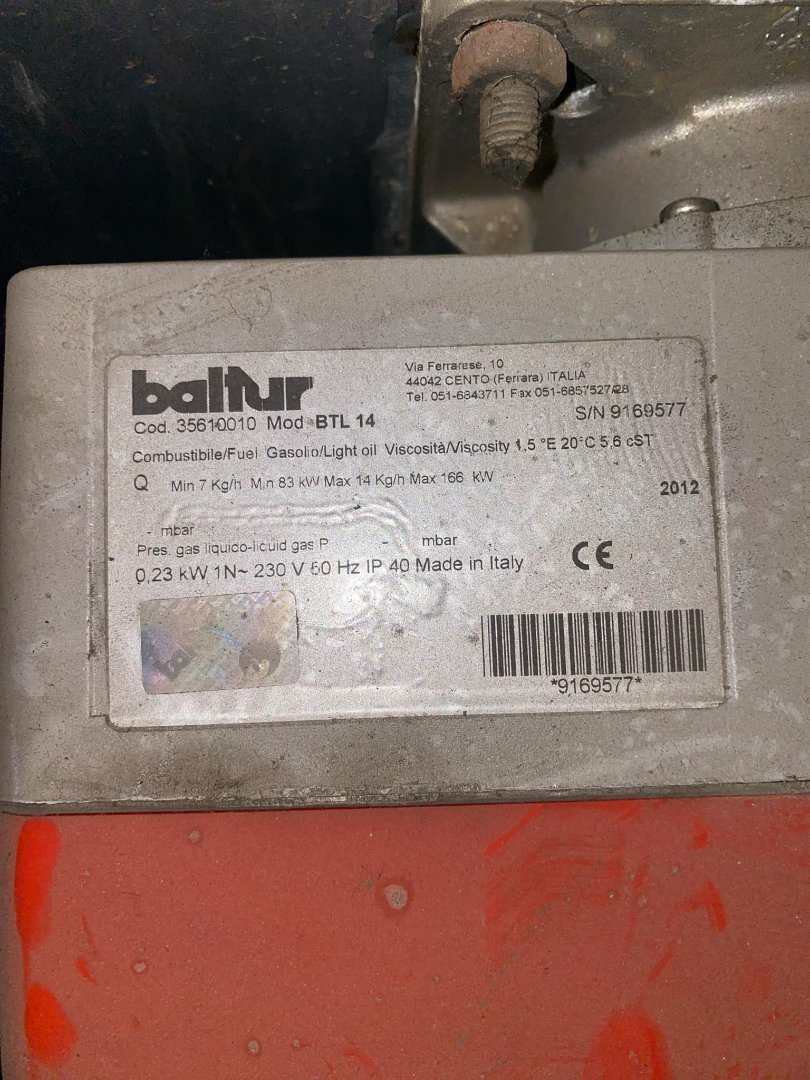 baltur
Via Ferrarese, 10
44042 CENTO (Ferrara) ITALIA
Tel. 051-6843711 Fax 051-6857527/28
Cod. 35610010 Mod. BTL 14
S/N 9169577
Combustibile/Fuel Gasolio/Light oil Viscosità/Viscosity 1,5 °E 20°C 5,6 cST
Q Min 7 Kg/h Min 83 kW Max 14 Kg/h Max 166 kW
2012
- mbar
Pres. gas liquido-liquid gas P - mbar
0,23 kW 1N~ 230 V Hz IP 40 Made in Italy
CE
*9169577*